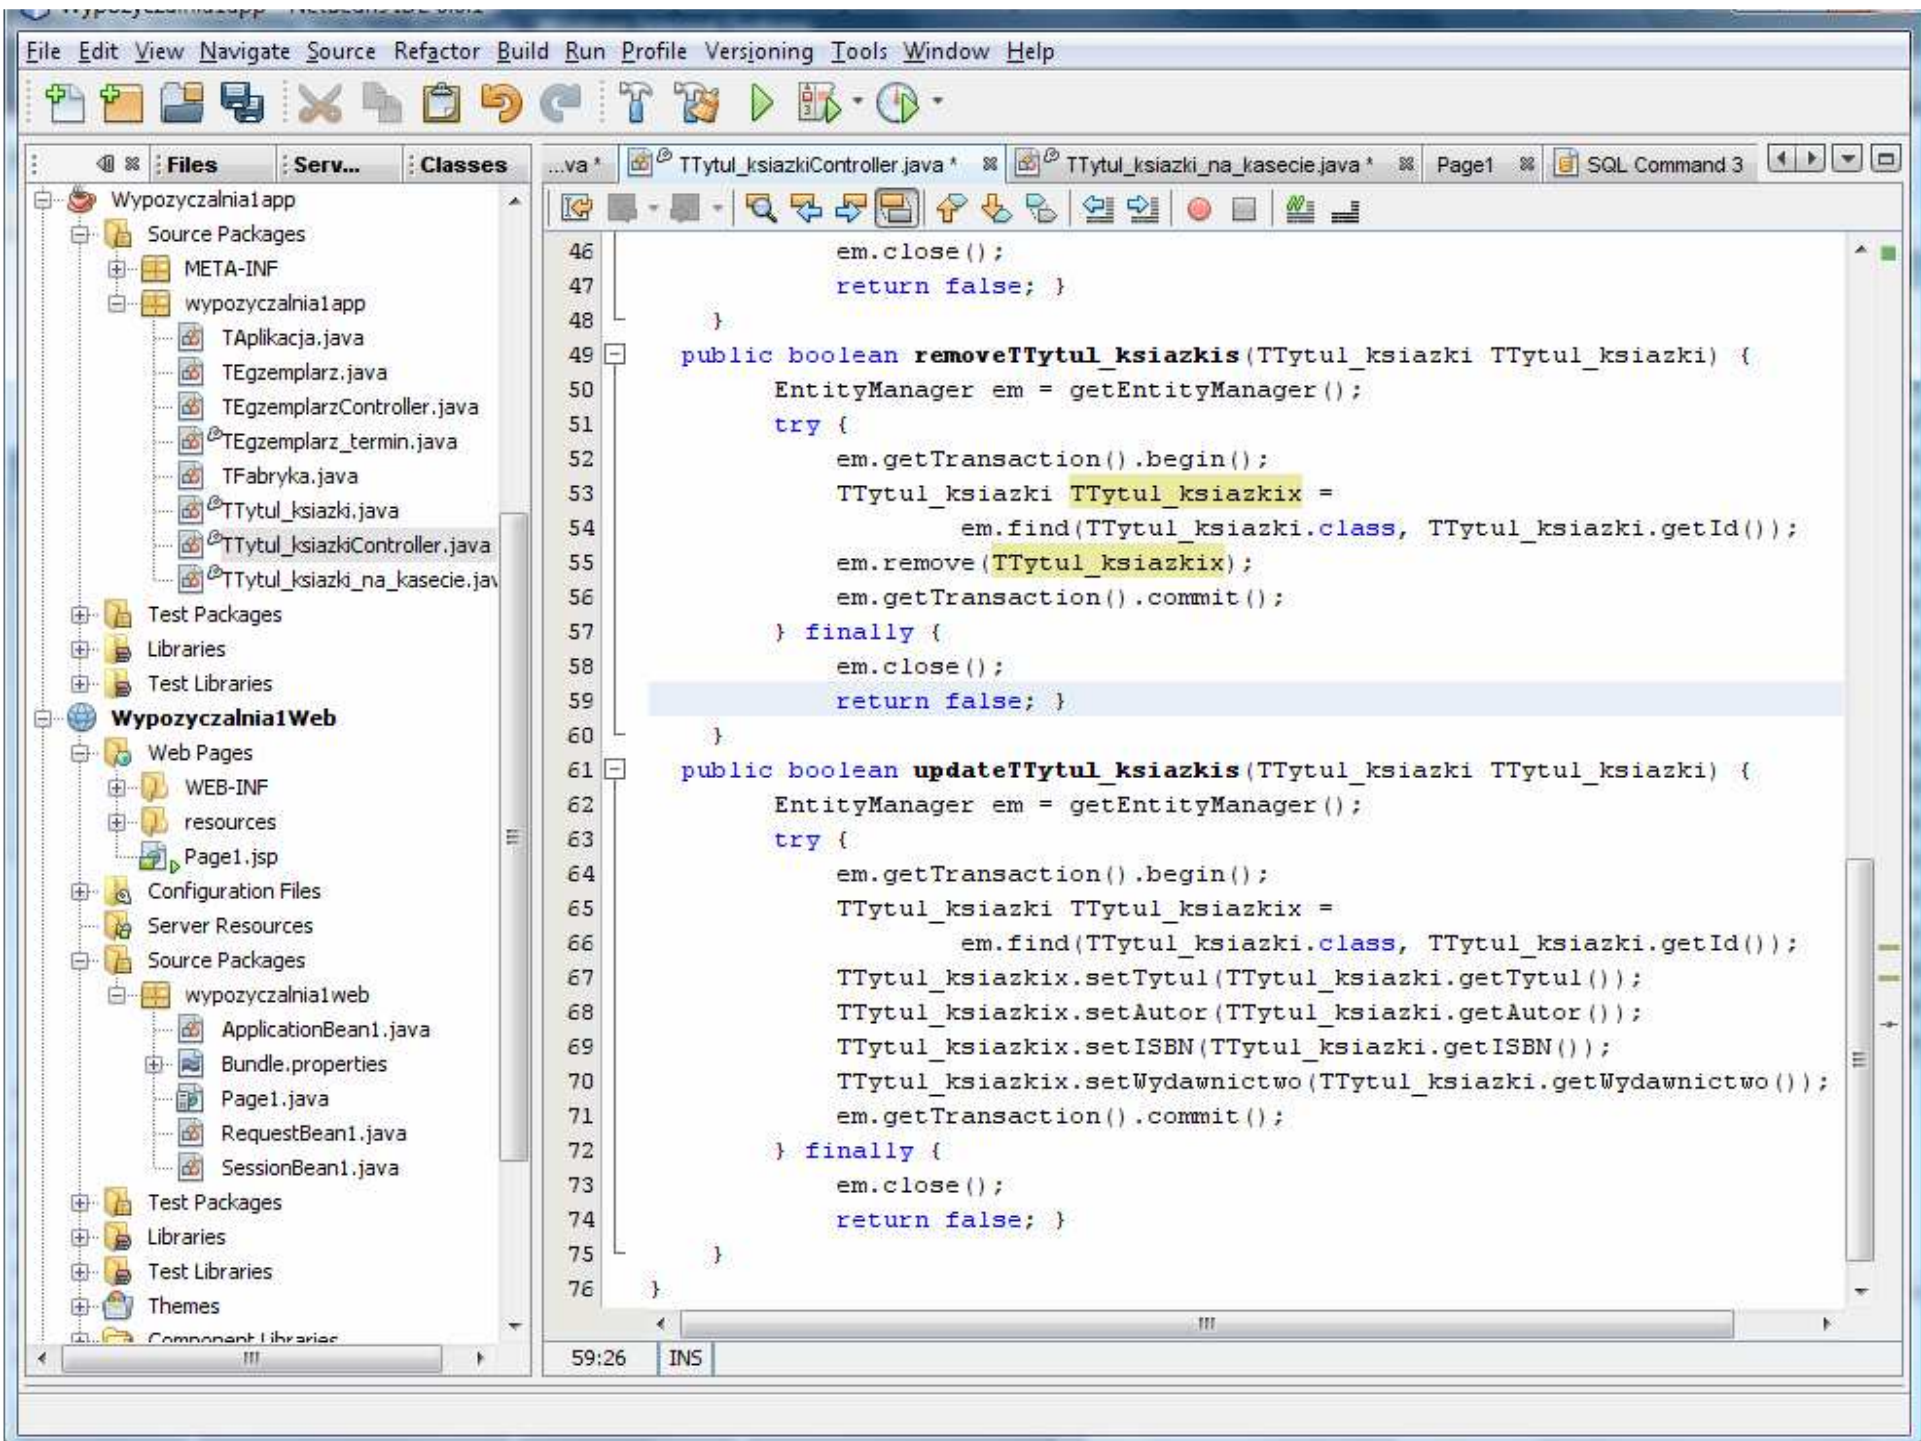 File Edit View Navigate Source Refactor Build Run Profile Versioning Tools Window Help
Files Serv... Classes
Wypozyczalnia1app
Source Packages
META-INF
wypozyczalnia1app
TAplikacja.java
TEgzemplarz.java
TEgzemplarzController.java
TEgzemplarz_termin.java
TFabryka.java
TTytul_ksiazki.java
TTytul_ksiazkiController.java
TTytul_ksiazki_na_kasecie.jav
Test Packages
Libraries
Test Libraries
Wypozyczalnia1Web
Web Pages
WEB-INF
resources
Page1.jsp
Configuration Files
Server Resources
Source Packages
wypozyczalnia1web
ApplicationBean1.java
Bundle.properties
Page1.java
RequestBean1.java
SessionBean1.java
Test Packages
Libraries
Test Libraries
Themes
Component Libraries
...va * TTytul_ksiazkiController.java * TTytul_ksiazki_na_kasecie.java * Page1 SQL Command 3
46 em.close();
47 return false; }
48 }
49 public boolean removeTTytul_ksiazkis(TTytul_ksiazki TTytul_ksiazki) {
50 EntityManager em = getEntityManager();
51 try {
52 em.getTransaction().begin();
53 TTytul_ksiazki TTytul_ksiazkix =
54 em.find(TTytul_ksiazki.class, TTytul_ksiazki.getId());
55 em.remove(TTytul_ksiazkix);
56 em.getTransaction().commit();
57 } finally {
58 em.close();
59 return false; }
60 }
61 public boolean updateTTytul_ksiazkis(TTytul_ksiazki TTytul_ksiazki) {
62 EntityManager em = getEntityManager();
63 try {
64 em.getTransaction().begin();
65 TTytul_ksiazki TTytul_ksiazkix =
66 em.find(TTytul_ksiazki.class, TTytul_ksiazki.getId());
67 TTytul_ksiazkix.setTytul(TTytul_ksiazki.getTytul());
68 TTytul_ksiazkix.setAutor(TTytul_ksiazki.getAutor());
69 TTytul_ksiazkix.setISBN(TTytul_ksiazki.getISBN());
70 TTytul_ksiazkix.setWydawnictwo(TTytul_ksiazki.getWydawnictwo());
71 em.getTransaction().commit();
72 } finally {
73 em.close();
74 return false; }
75 }
76 }
59:26 INS